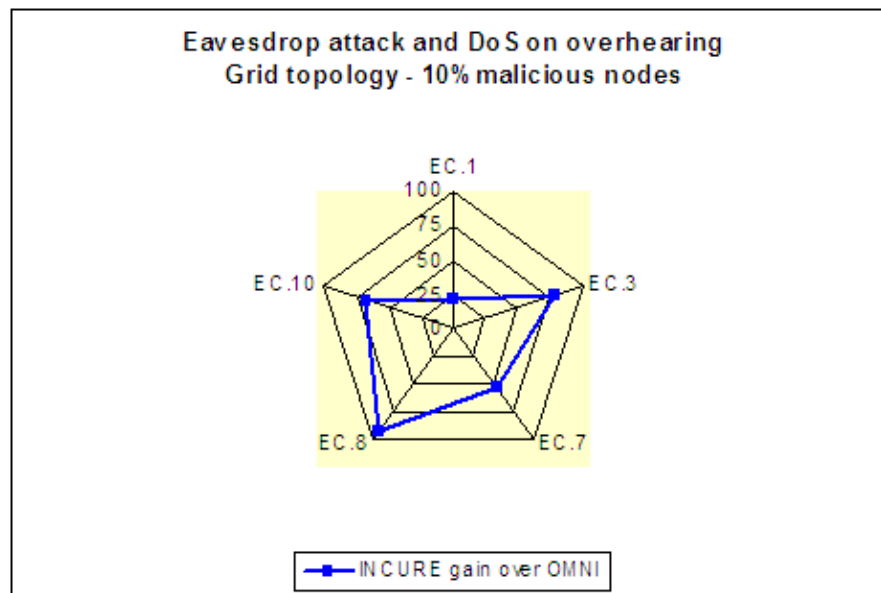 Eavesdrop attack and DoS on overhearing
Grid topology - 10% malicious nodes
EC.1
100
75
50
25
0
EC.10
EC.3
EC.8
EC.7
INCURE gain over OMNI